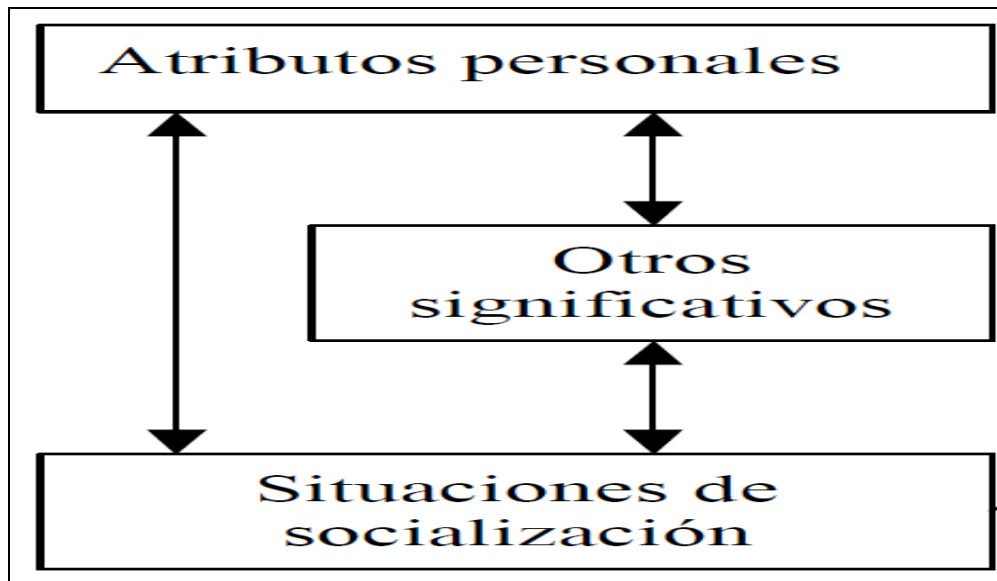 Atributos personales
Otros
significativos
Situaciones de
socialización